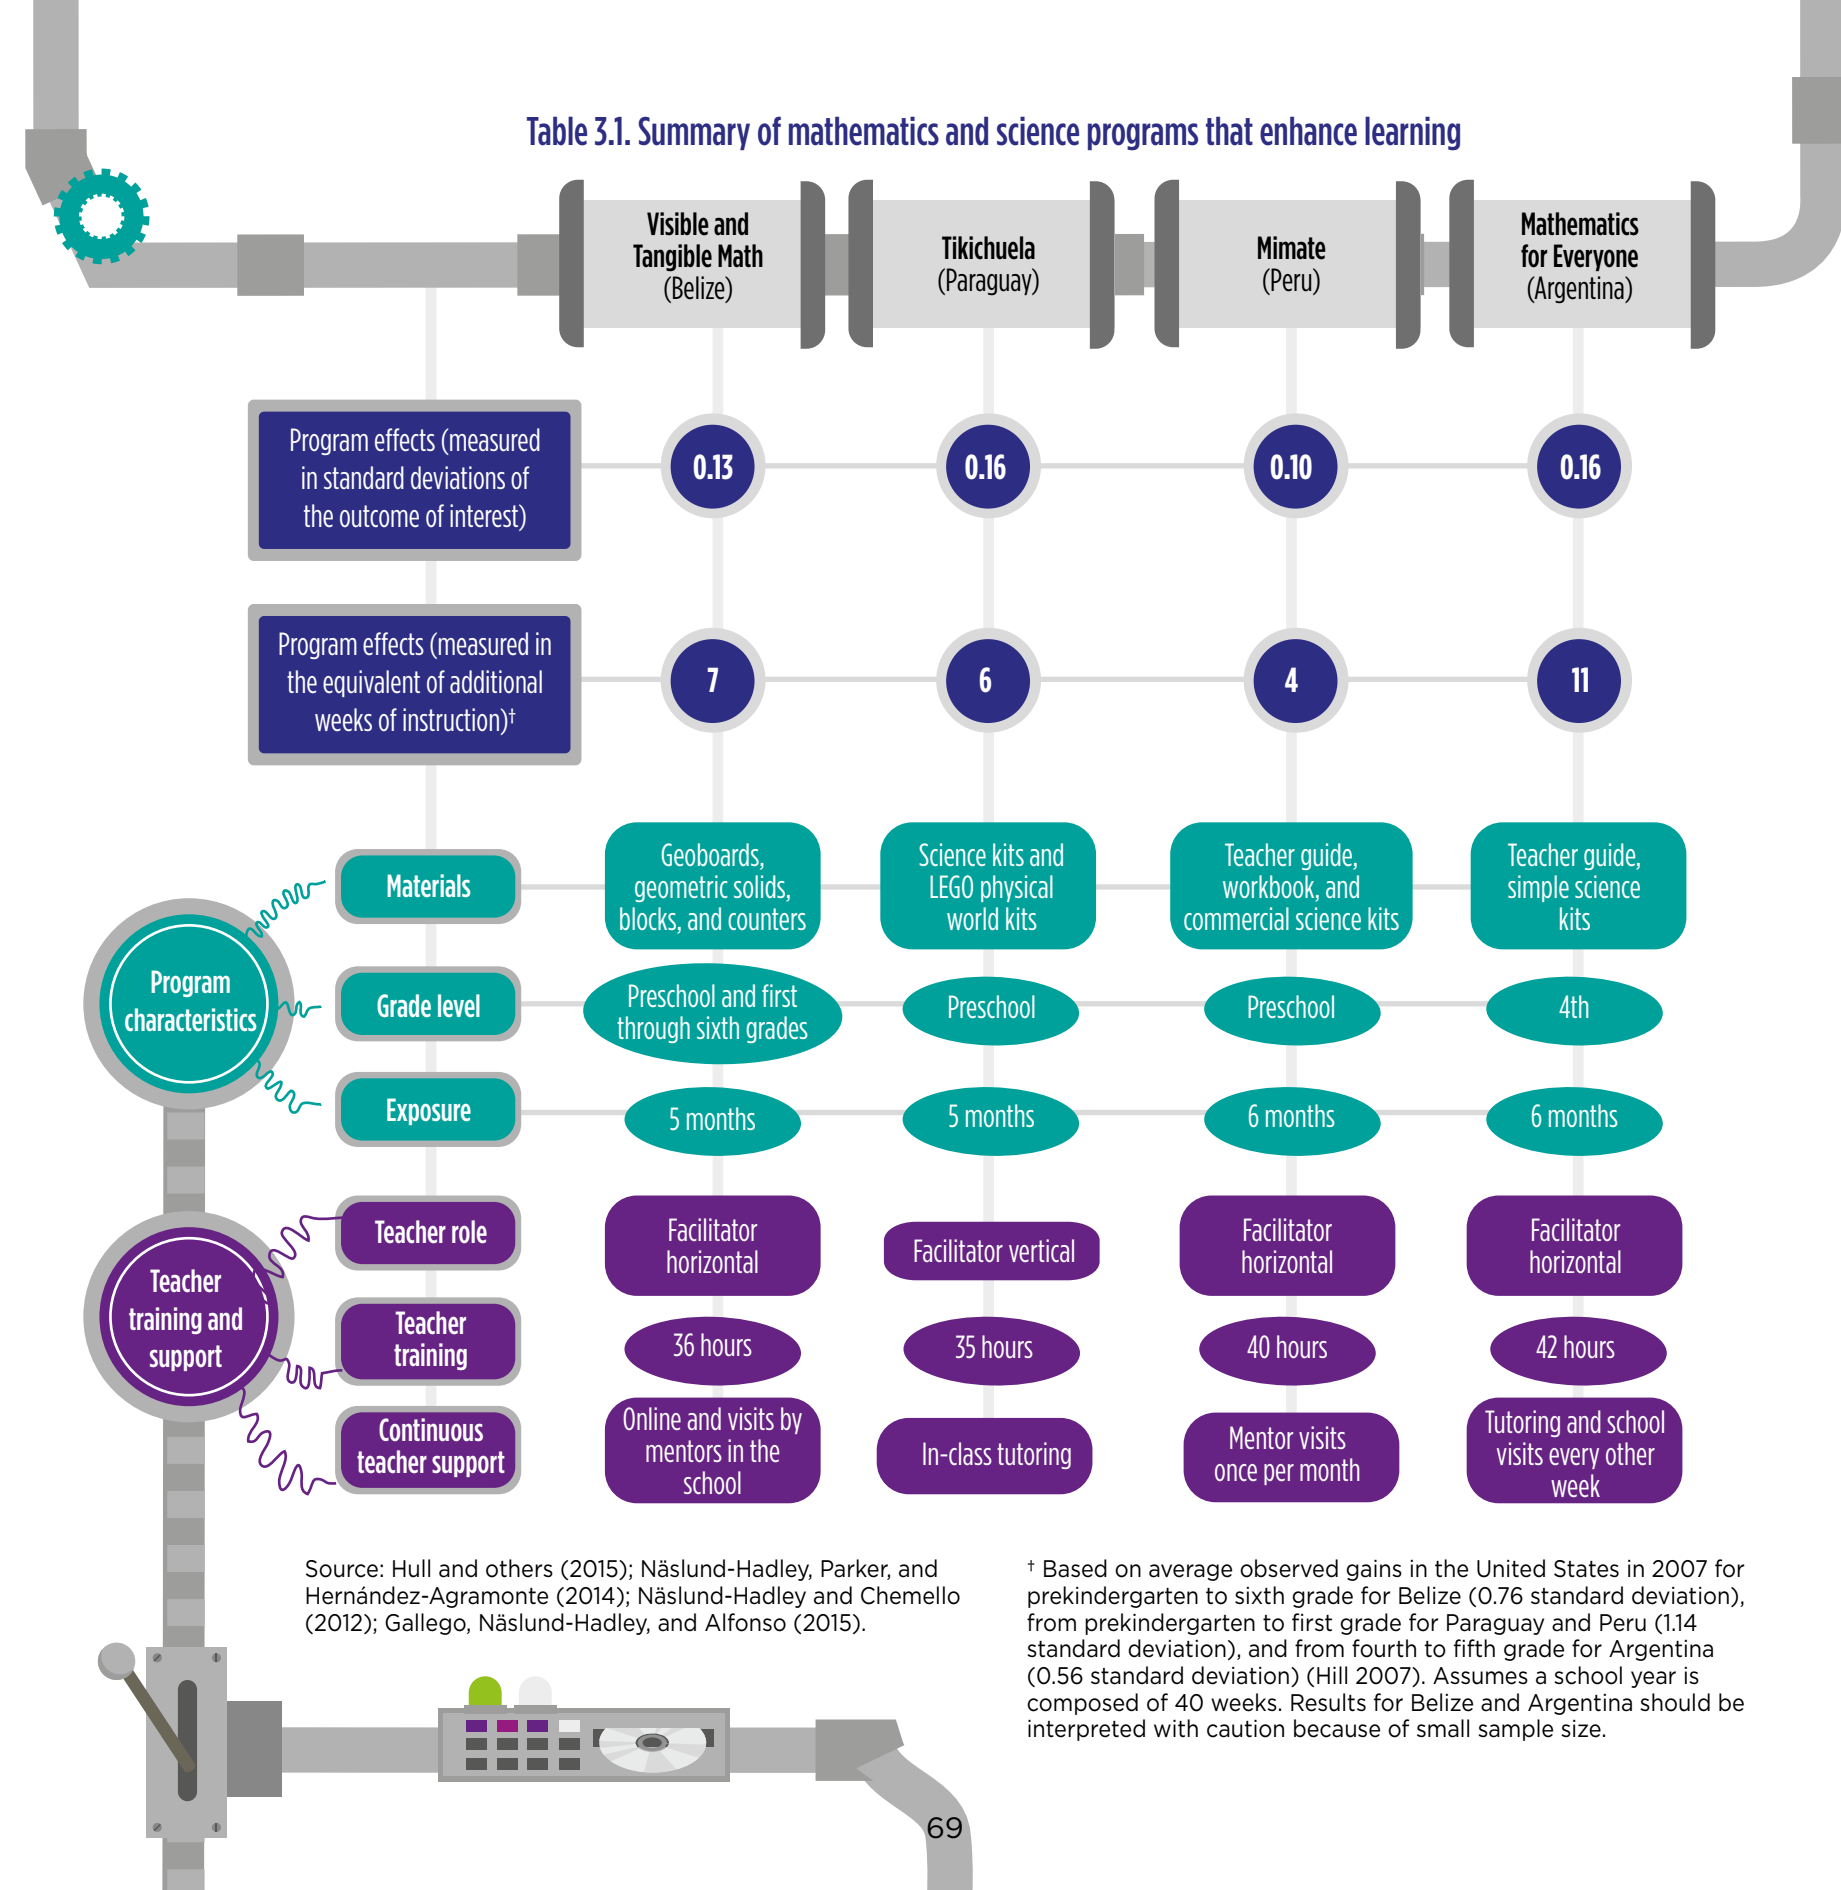 Table 3.1. Summary of mathematics and science programs that enhance learning
Visible and
Tangible Math
(Belize)
Tikichuela
(Paraguay)
Mimate
(Peru)
Mathematics
for Everyone
(Argentina)
Program effects (measured
in standard deviations of
the outcome of interest)
0.13
0.16
0.10
0.16
Program effects (measured in
the equivalent of additional
weeks of instruction)†
7
6
4
11
Program
characteristics
Materials
Geoboards,
geometric solids,
blocks, and counters
Science kits and
LEGO physical
world kits
Teacher guide,
workbook, and
commercial science kits
Teacher guide,
simple science
kits
Grade level
Preschool and first
through sixth grades
Preschool
Preschool
4th
Exposure
5 months
5 months
6 months
6 months
Teacher
training and
support
Teacher role
Facilitator
horizontal
Facilitator vertical
Facilitator
horizontal
Facilitator
horizontal
Teacher
training
36 hours
35 hours
40 hours
42 hours
Continuous
teacher support
Online and visits by
mentors in the
school
In-class tutoring
Mentor visits
once per month
Tutoring and school
visits every other
week
Source: Hull and others (2015); Näslund-Hadley, Parker, and
Hernández-Agramonte (2014); Näslund-Hadley and Chemello
(2012); Gallego, Näslund-Hadley, and Alfonso (2015).
† Based on average observed gains in the United States in 2007 for
prekindergarten to sixth grade for Belize (0.76 standard deviation),
from prekindergarten to first grade for Paraguay and Peru (1.14
standard deviation), and from fourth to fifth grade for Argentina
(0.56 standard deviation) (Hill 2007). Assumes a school year is
composed of 40 weeks. Results for Belize and Argentina should be
interpreted with caution because of small sample size.
69